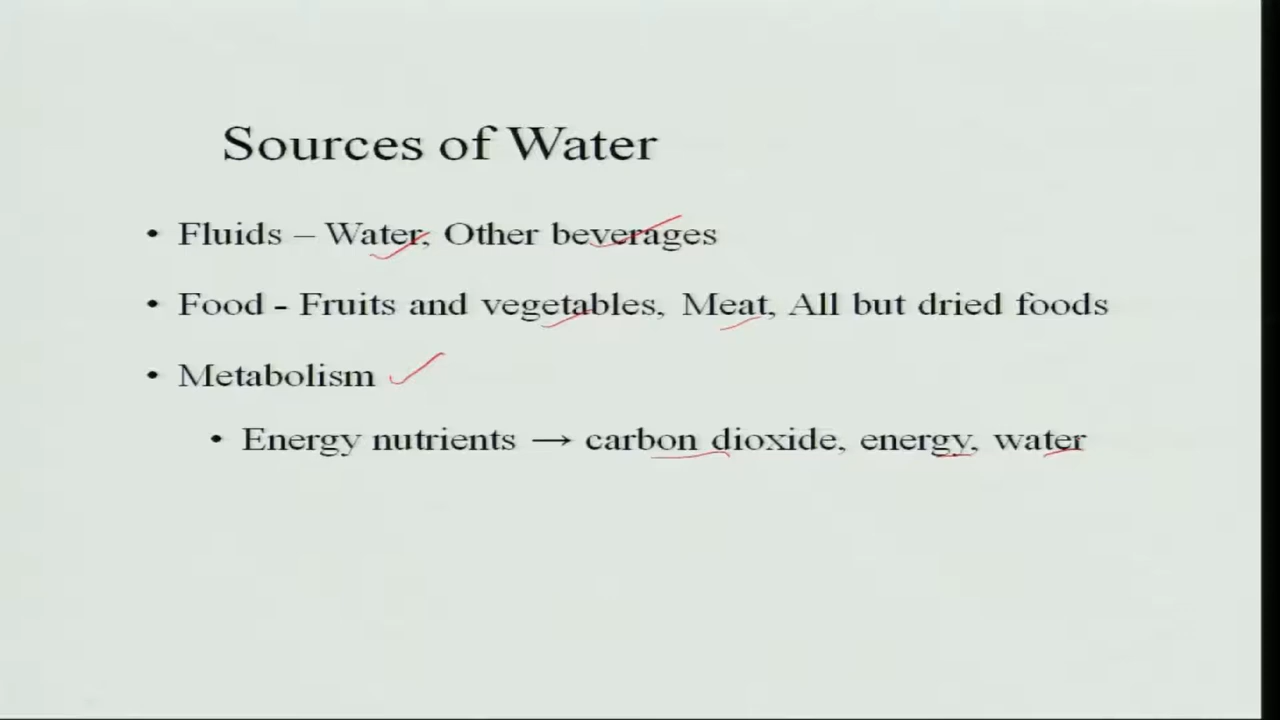 Sources of Water
• Fluids – Water, Other beverages
• Food - Fruits and vegetables, Meat, All but dried foods
• Metabolism
• Energy nutrients → carbon dioxide, energy, water